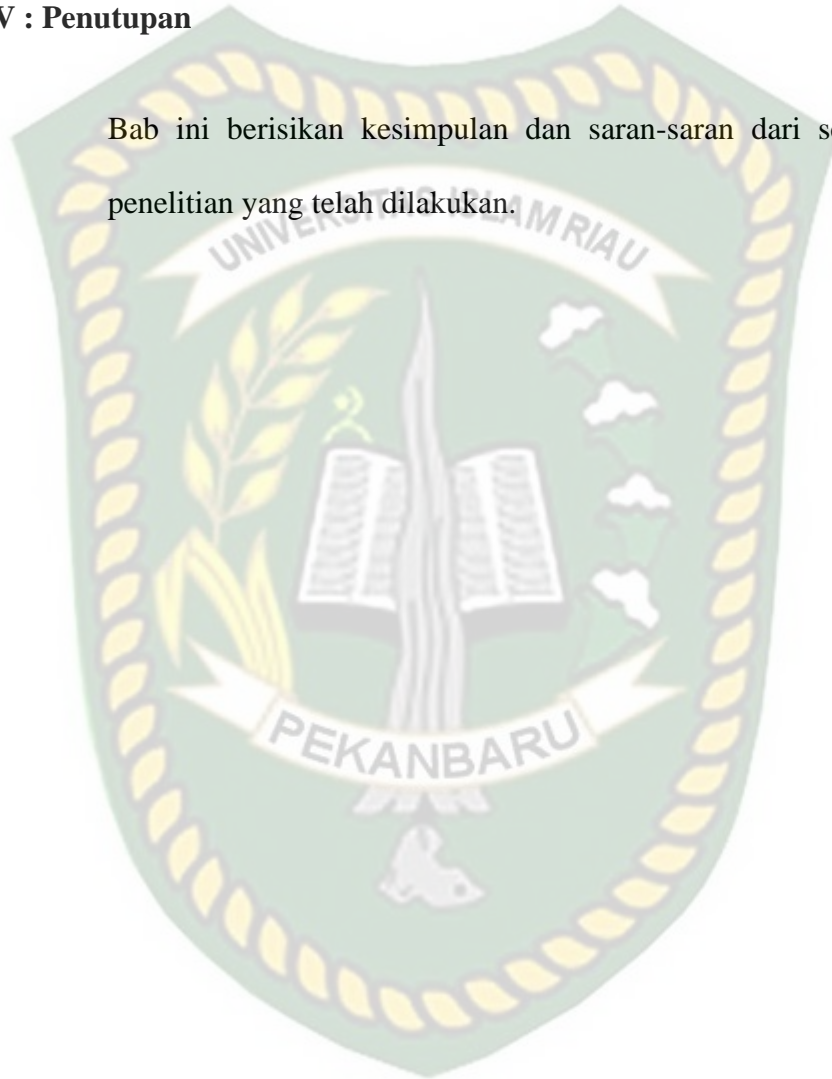 V : Penutupan
Bab ini berisikan kesimpulan dan saran-saran dari
penelitian yang telah dilakukan.
UNIVERSITAS ISLAM RIAU
PEKANBARU